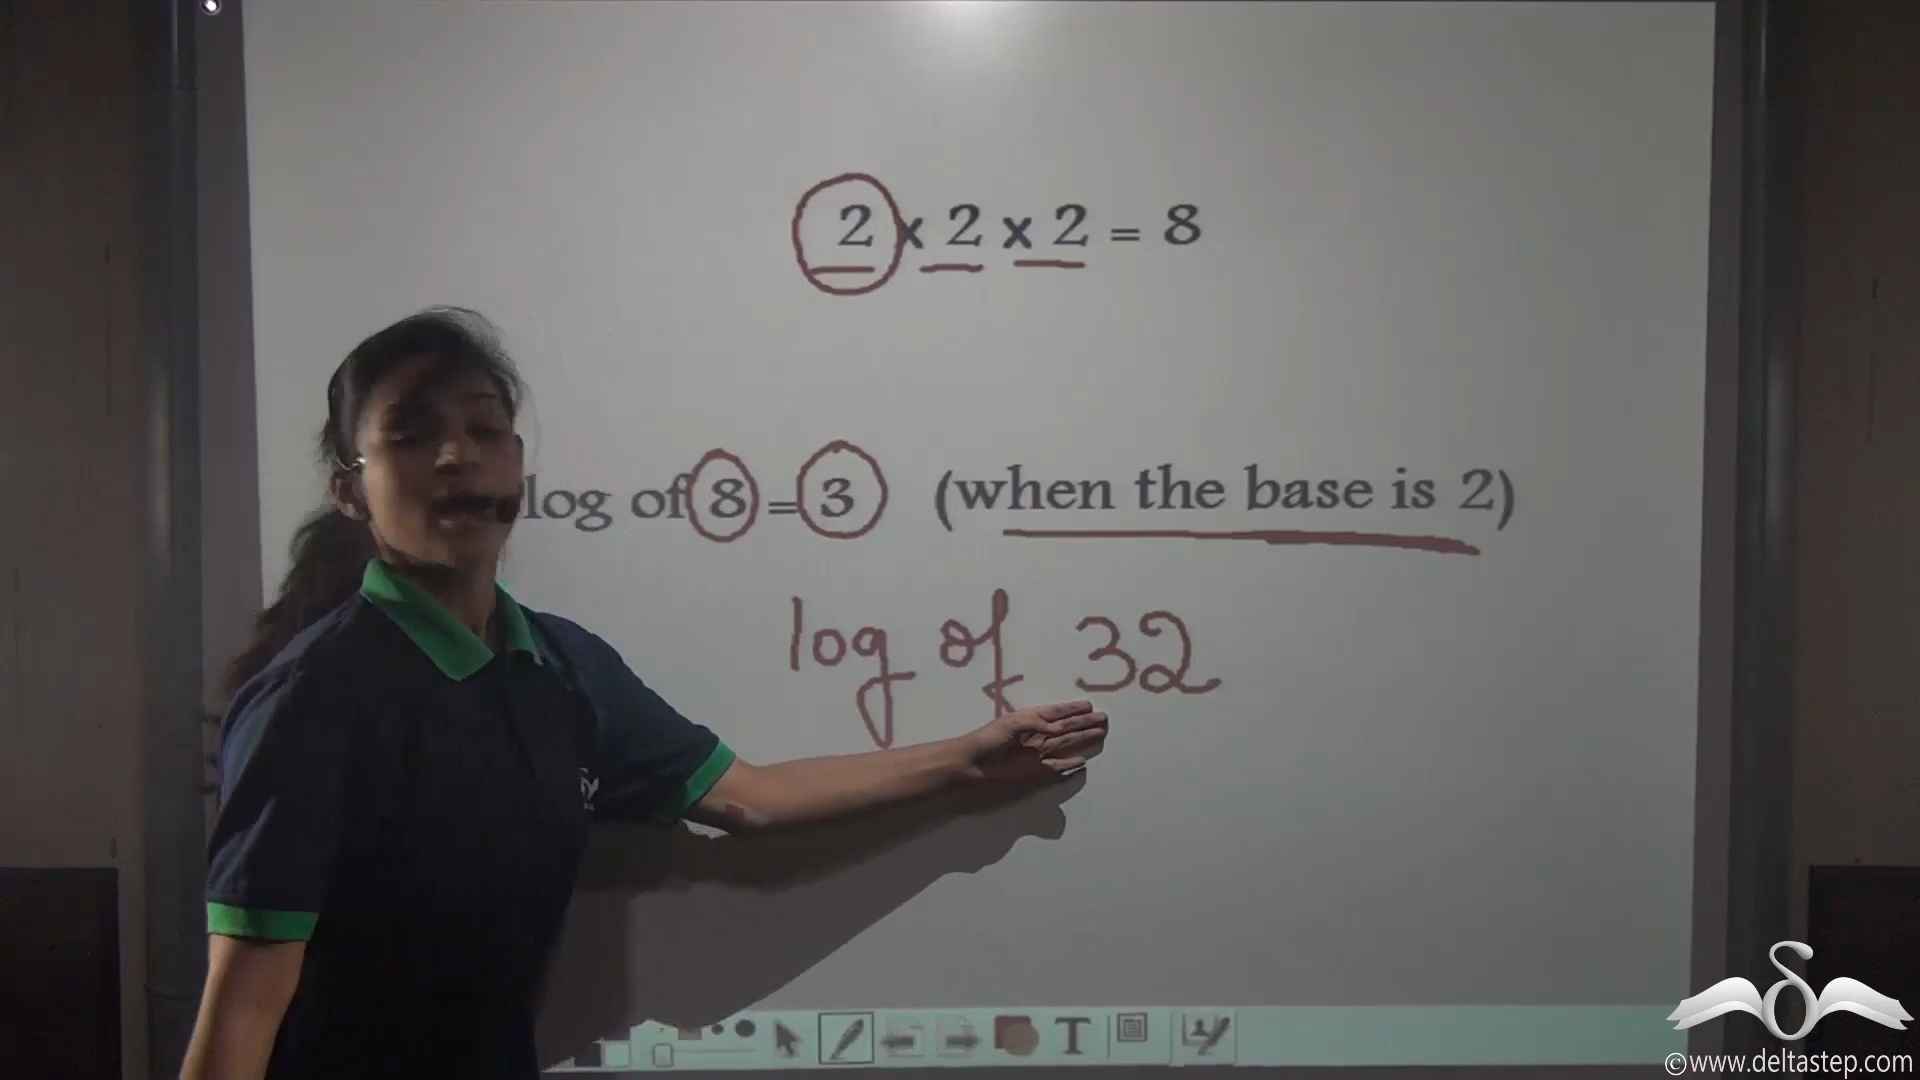 2 x 2 x 2 = 8
log of 8 = 3 (when the base is 2)
log of 32
T
©www.deltastep.com